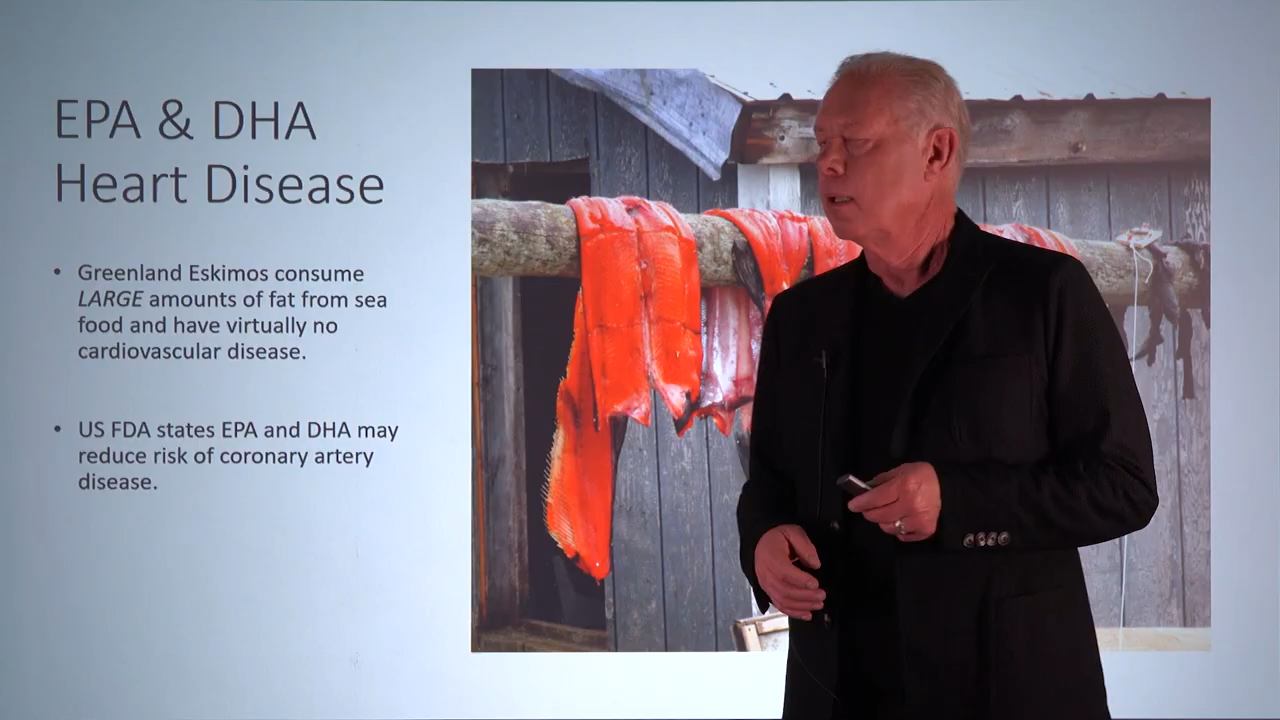 EPA & DHA
Heart Disease
• Greenland Eskimos consume
LARGE amounts of fat from sea
food and have virtually no
cardiovascular disease.
• US FDA states EPA and DHA may
reduce risk of coronary artery
disease.